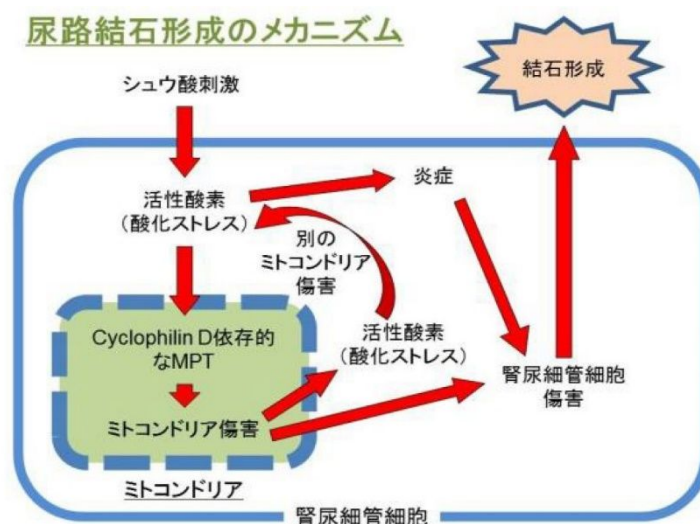 尿路結石形成のメカニズム
シュウ酸刺激
結石形成
活性酸素
（酸化ストレス）
炎症
別の
ミトコンドリア
傷害
Cyclophilin D依存的
なMPT
活性酸素
（酸化ストレス）
腎尿細管細胞
傷害
ミトコンドリア傷害
ミトコンドリア
腎尿細管細胞